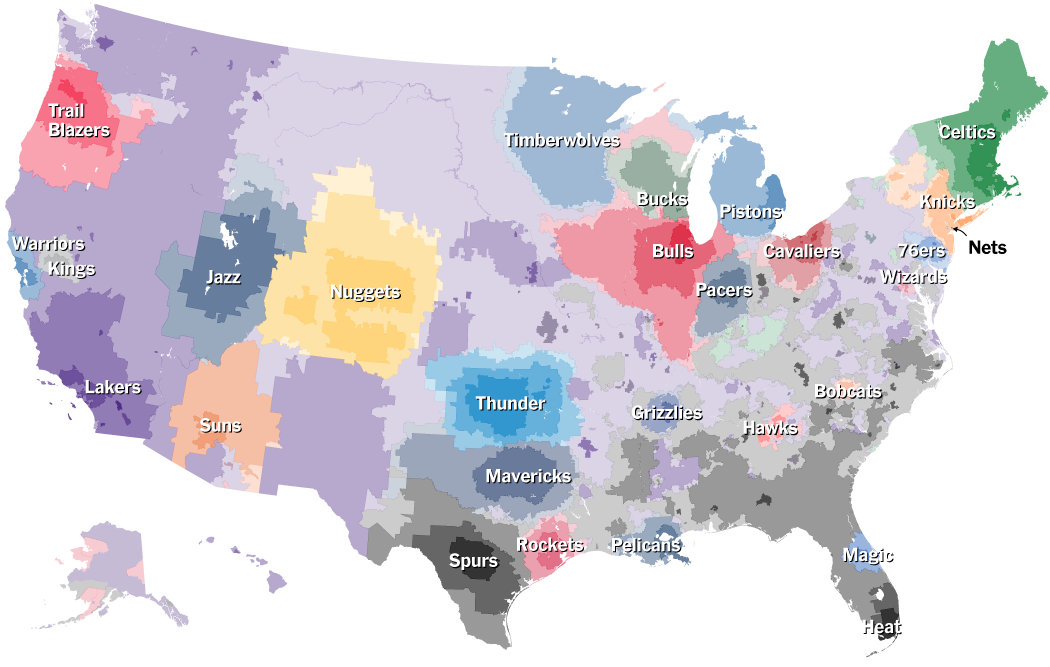 Trail
Blazers
Celtics
Timberwolves
Bucks
Knicks
Pistons
Warriors
Bulls
Cavaliers
76ers
Nets
Kings
Jazz
Wizards
Nuggets
Pacers
Lakers
Bobcats
Thunder
Grizzlies
Suns
Hawks
Mavericks
Rockets
Pelicans
Spurs
Magic
Heat